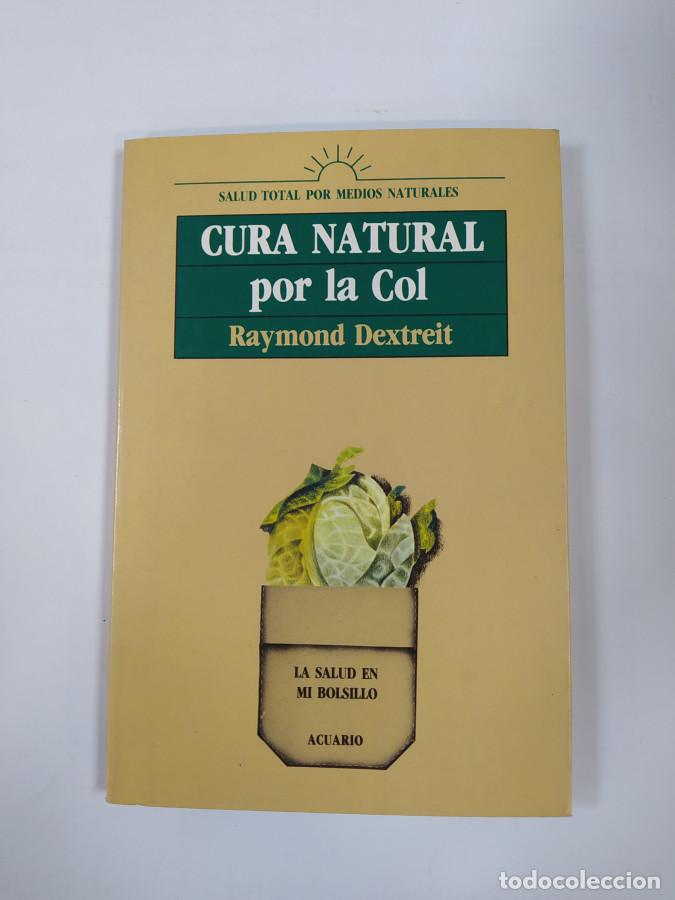 SALUD TOTAL POR MEDIOS NATURALES
CURA NATURAL
por la Col
Raymond Dextreit
LA SALUD EN
MI BOLSILLO
ACUARIO
todocoleccion